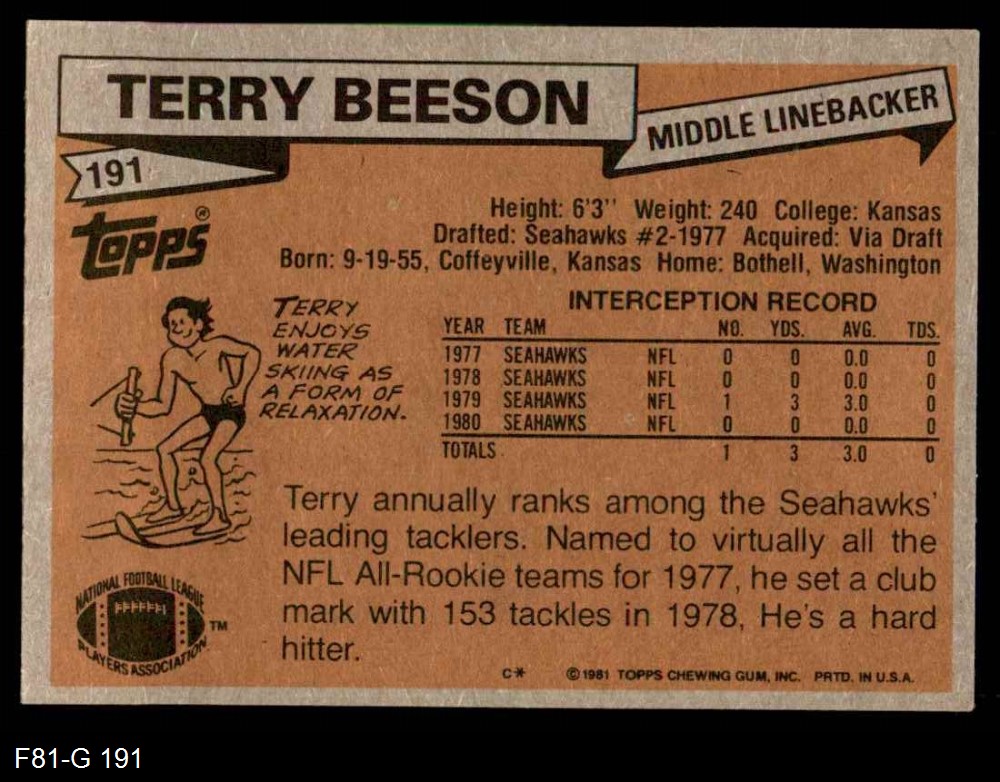 TERRY BEESON
MIDDLE LINEBACKER
191
Topps®
Height: 6'3'' Weight: 240 College: Kansas
Drafted: Seahawks #2-1977 Acquired: Via Draft
Born: 9-19-55, Coffeyville, Kansas Home: Bothell, Washington
TERRY
ENJOYS
WATER
SKIING AS
A FORM OF
RELAXATION.
INTERCEPTION RECORD
YEAR TEAM NO. YDS. AVG. TDS.
1977 SEAHAWKS NFL 0 0 0.0 0
1978 SEAHAWKS NFL 0 0 0.0 0
1979 SEAHAWKS NFL 1 3 3.0 0
1980 SEAHAWKS NFL 0 0 0.0 0
TOTALS 1 3 3.0 0
Terry annually ranks among the Seahawks'
leading tacklers. Named to virtually all the
NFL All-Rookie teams for 1977, he set a club
mark with 153 tackles in 1978, He's a hard
hitter.
NATIONAL FOOTBALL LEAGUE
PLAYERS ASSOCIATION
TM
C* ©1981 TOPPS CHEWING GUM, INC. PRTD. IN U.S.A.
F81-G 191